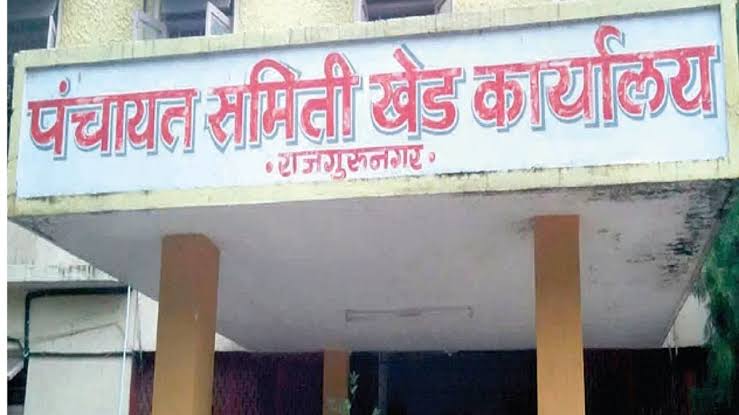 पंचायत समिती खेड कार्यालय
• राजगुरुनगर •